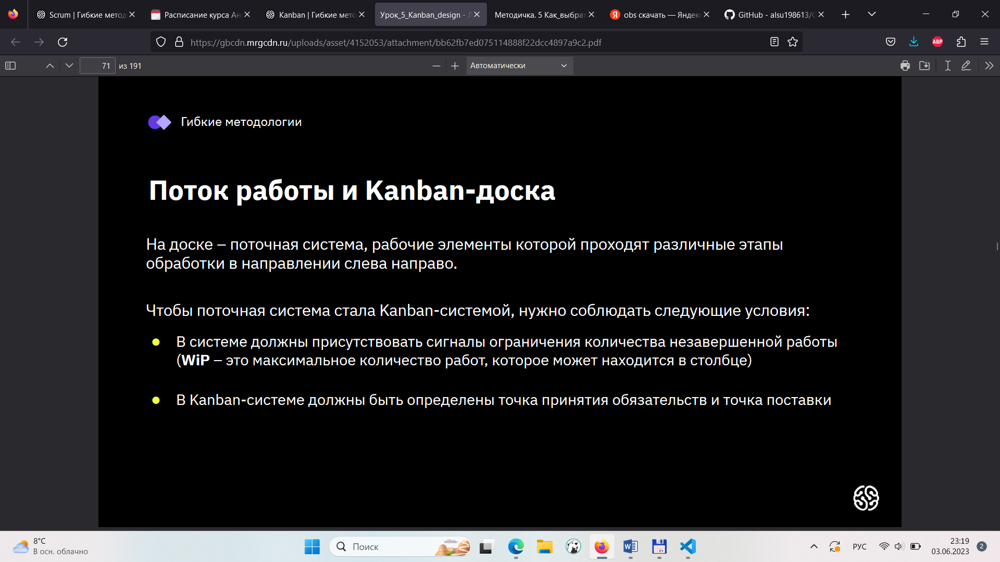 Scrum | Гибкие метод
Расписание курса Ан
Kanban | Гибкие мето
Урок_5_Kanban_design - Л
Методичка. 5 Как_выбрат
obs скачать — Яндекс
GitHub - alsu198613/G
https://gbcdn.mrgcdn.ru/uploads/asset/4152053/attachment/bb62fb7ed075114888f22dcc4897a9c2.pdf
ABP
71 из 191
Автоматически
Гибкие методологии
Поток работы и Kanban-доска
На доске – поточная система, рабочие элементы которой проходят различные этапы
обработки в направлении слева направо.
Чтобы поточная система стала Kanban-системой, нужно соблюдать следующие условия:
● В системе должны присутствовать сигналы ограничения количества незавершенной работы
(WiP – это максимальное количество работ, которое может находится в столбце)
● В Kanban-системе должны быть определены точка принятия обязательств и точка поставки
8°C
В осн. облачно
Поиск
64
РУС
23:19
03.06.2023
2